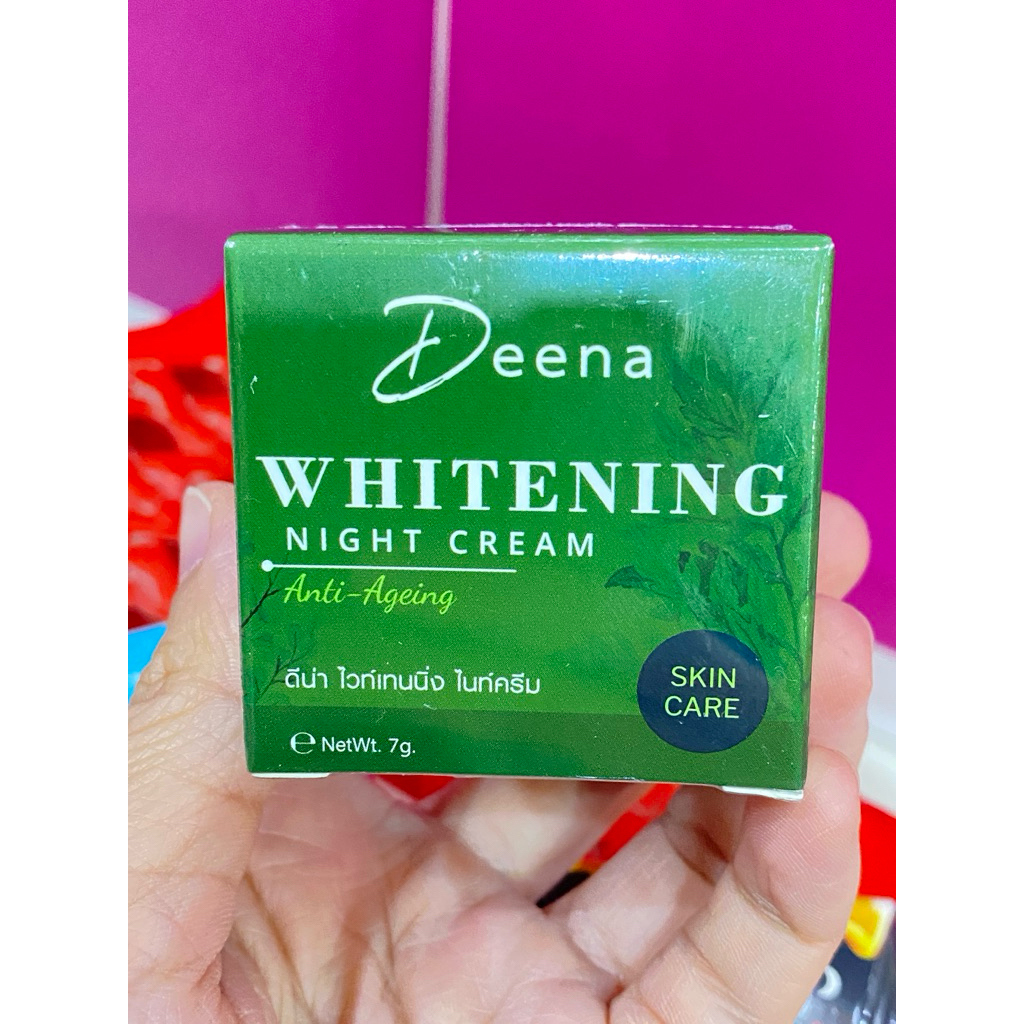 Deena
WHITENING
NIGHT CREAM
Anti-Ageing
ดีน่า ไวท์เทนนิ่ง ไนท์ครีม
SKIN
CARE
℮ NetWt. 7g.